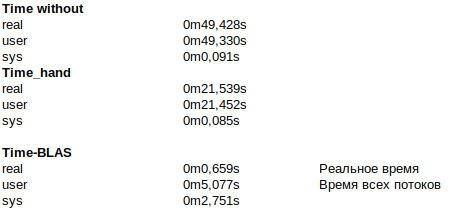 Time without
real 0m49,428s
user 0m49,330s
sys 0m0,091s
Time_hand
real 0m21,539s
user 0m21,452s
sys 0m0,085s
Time-BLAS
real 0m0,659s Реальное время
user 0m5,077s Время всех потоков
sys 0m2,751s